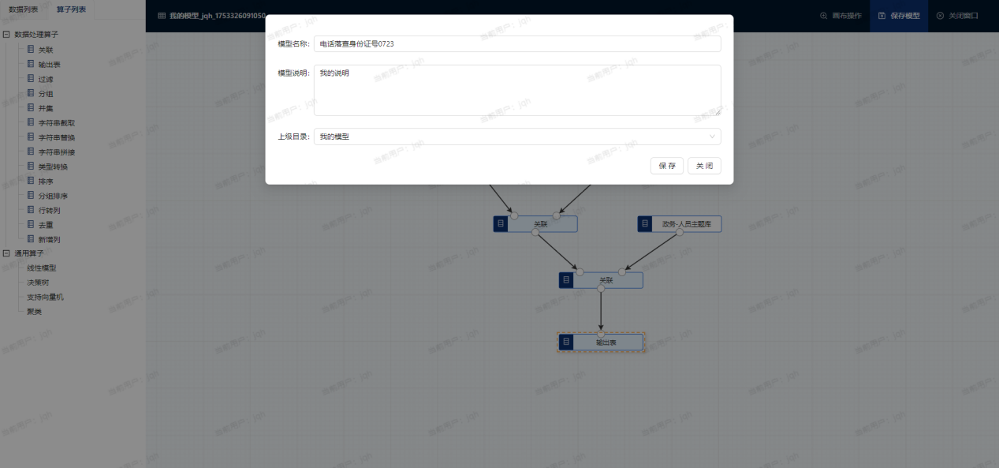 数据列表 算子列表
我的模型_jqh_1753326091050
画布操作 保存模型 关闭窗口
数据处理算子
关联
输出表
过滤
分组
并集
字符串截取
字符串替换
字符串拼接
类型转换
排序
分组排序
行转列
去重
新增列
通用算子
线性模型
决策树
支持向量机
聚类
模型名称: 电话落查身份证号0723
模型说明: 我的说明
上级目录: 我的模型
保 存 关 闭
关联 政务-人员主题库
关联
输出表
当前用户：jqh